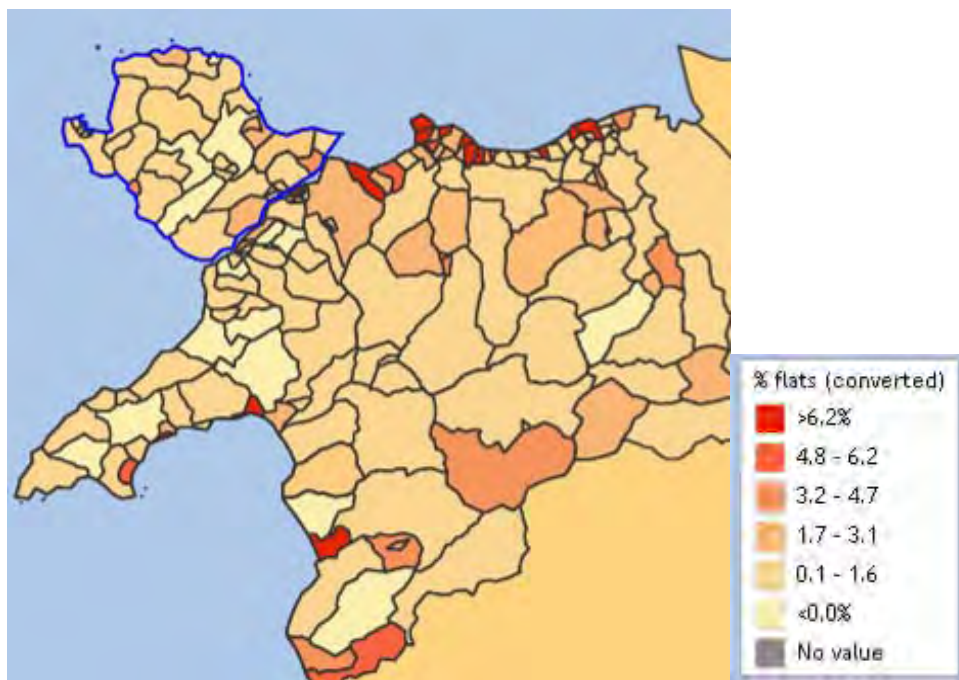 % flats (converted)
>6.2%
4.8 - 6.2
3.2 - 4.7
1.7 - 3.1
0.1 - 1.6
<0.0%
No value